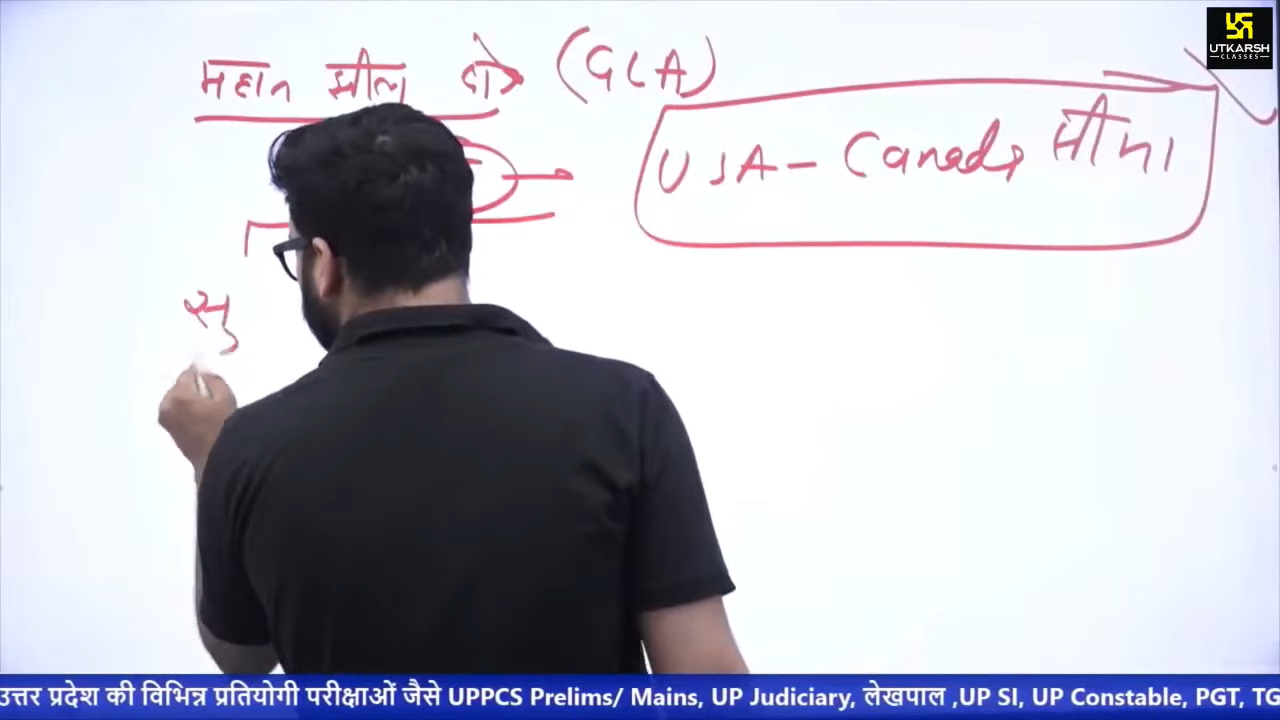 महान झील क्षेत्र (GLA)
USA - Canada सीमा
सु
UTKARSH
CLASSES
उत्तर प्रदेश की विभिन्न प्रतियोगी परीक्षाओं जैसे UPPCS Prelims/ Mains, UP Judiciary, लेखपाल ,UP SI, UP Constable, PGT, TG